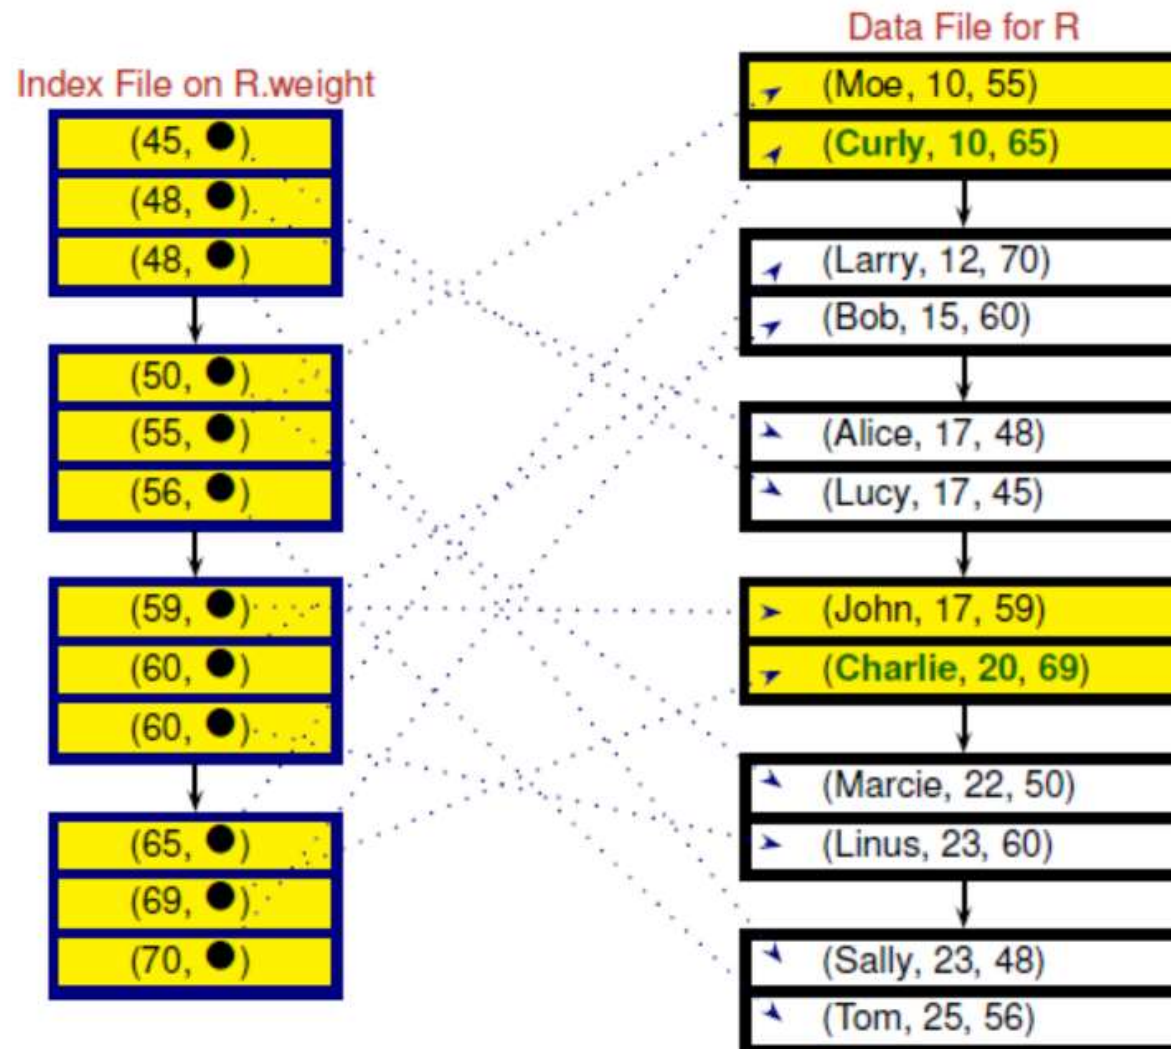 Index File on R.weight
(45, ●)
(48, ●)
(48, ●)
(50, ●)
(55, ●)
(56, ●)
(59, ●)
(60, ●)
(60, ●)
(65, ●)
(69, ●)
(70, ●)
Data File for R
(Moe, 10, 55)
(Curly, 10, 65)
(Larry, 12, 70)
(Bob, 15, 60)
(Alice, 17, 48)
(Lucy, 17, 45)
(John, 17, 59)
(Charlie, 20, 69)
(Marcie, 22, 50)
(Linus, 23, 60)
(Sally, 23, 48)
(Tom, 25, 56)